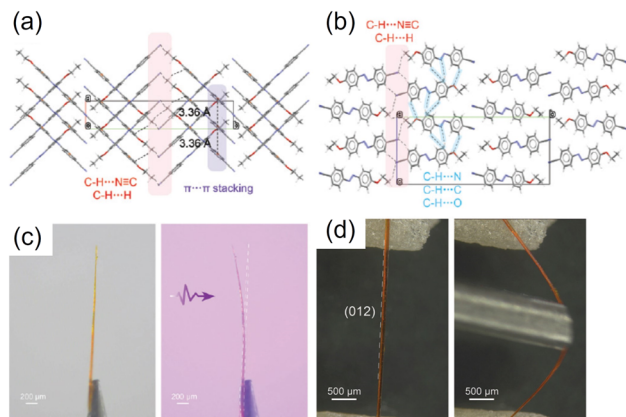 (a)
3.36 Å
3.36 Å
C-H···N≡C
C-H···H
π···π stacking
(b)
C-H···N≡C
C-H···H
C-H···N
C-H···C
C-H···O
(c)
200 μm
200 μm
(d)
(012)
500 μm
500 μm